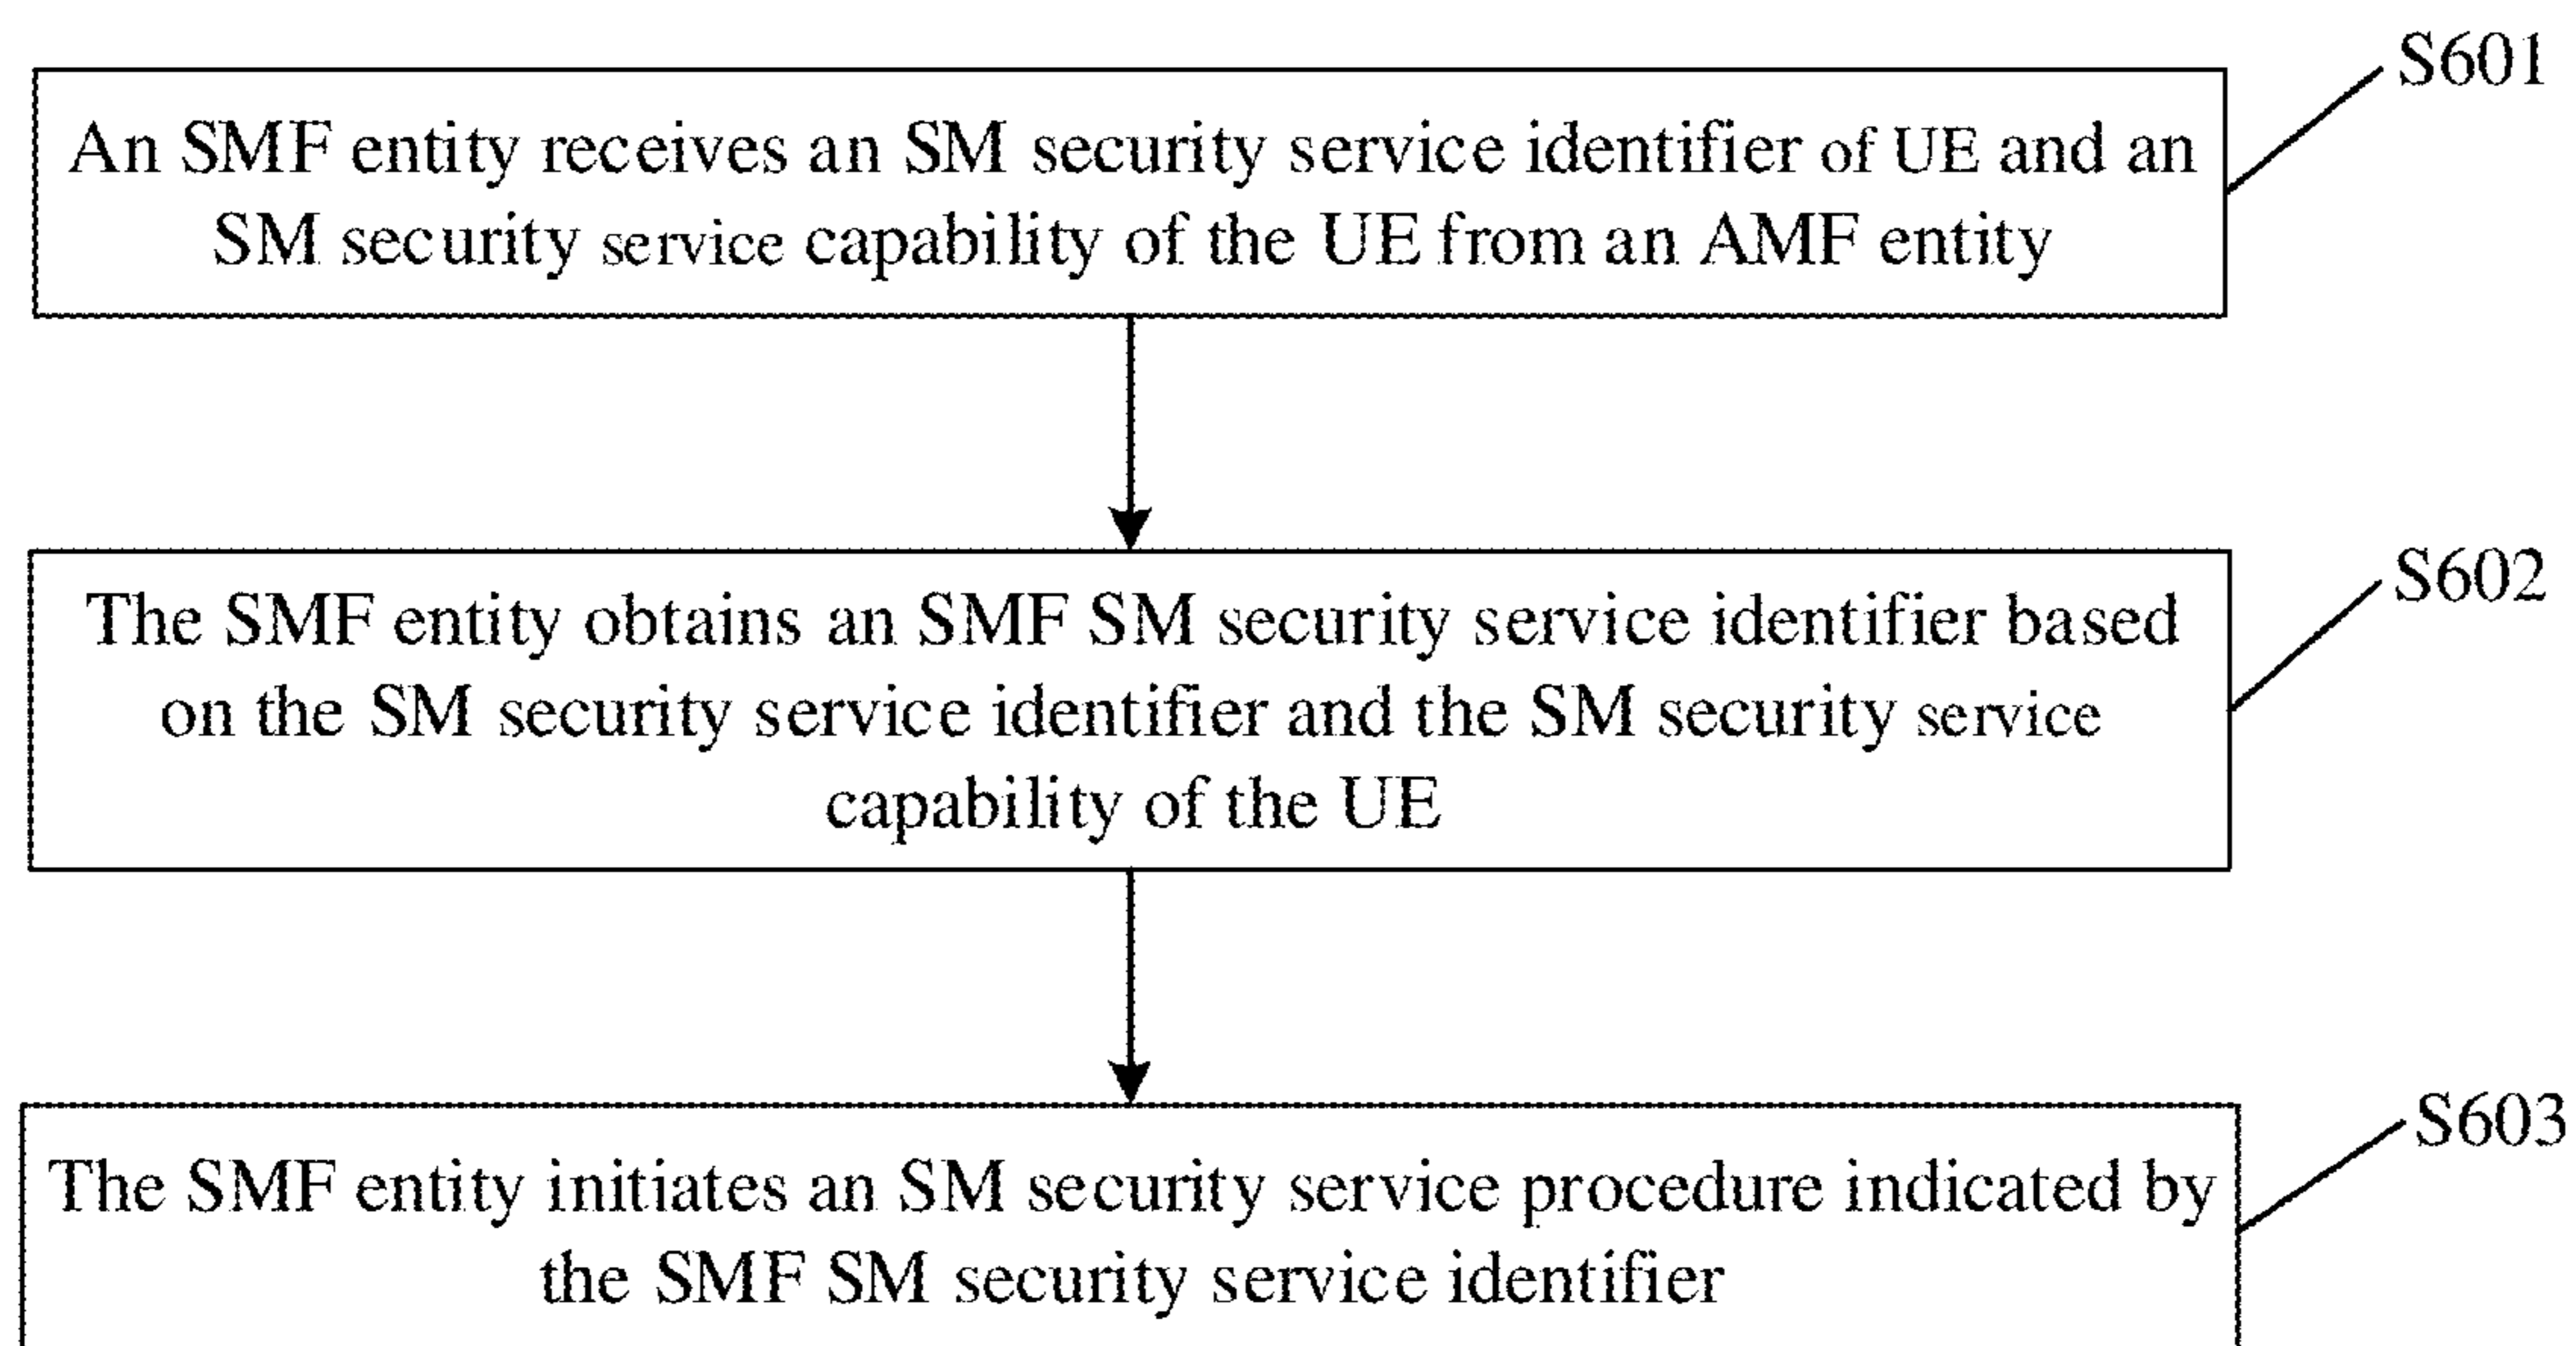 S601
An SMF entity receives an SM security service identifier of UE and an
SM security service capability of the UE from an AMF entity
S602
The SMF entity obtains an SMF SM security service identifier based
on the SM security service identifier and the SM security service
capability of the UE
S603
The SMF entity initiates an SM security service procedure indicated by
the SMF SM security service identifier